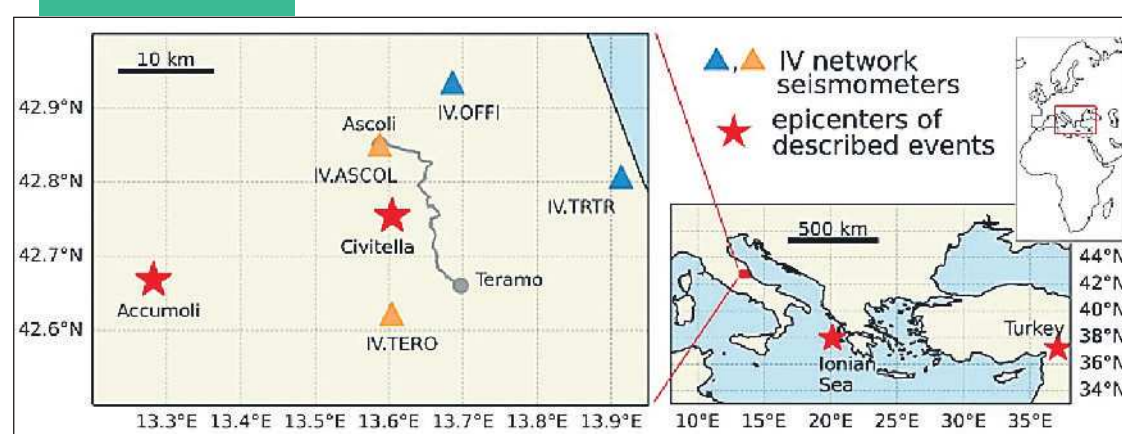 10 km
42.9°N
42.8°N
42.7°N
42.6°N
Ascoli
IV.OFFI
IV.ASCOL
IV.TRTR
Civitella
Accumoli
Teramo
IV.TERO
13.3°E 13.4°E 13.5°E 13.6°E 13.7°E 13.8°E 13.9°E
, IV network
seismometers
epicenters of
described events
500 km
44°N
42°N
40°N
38°N
36°N
34°N
Turkey
Ionian
Sea
10°E 15°E 20°E 25°E 30°E 35°E